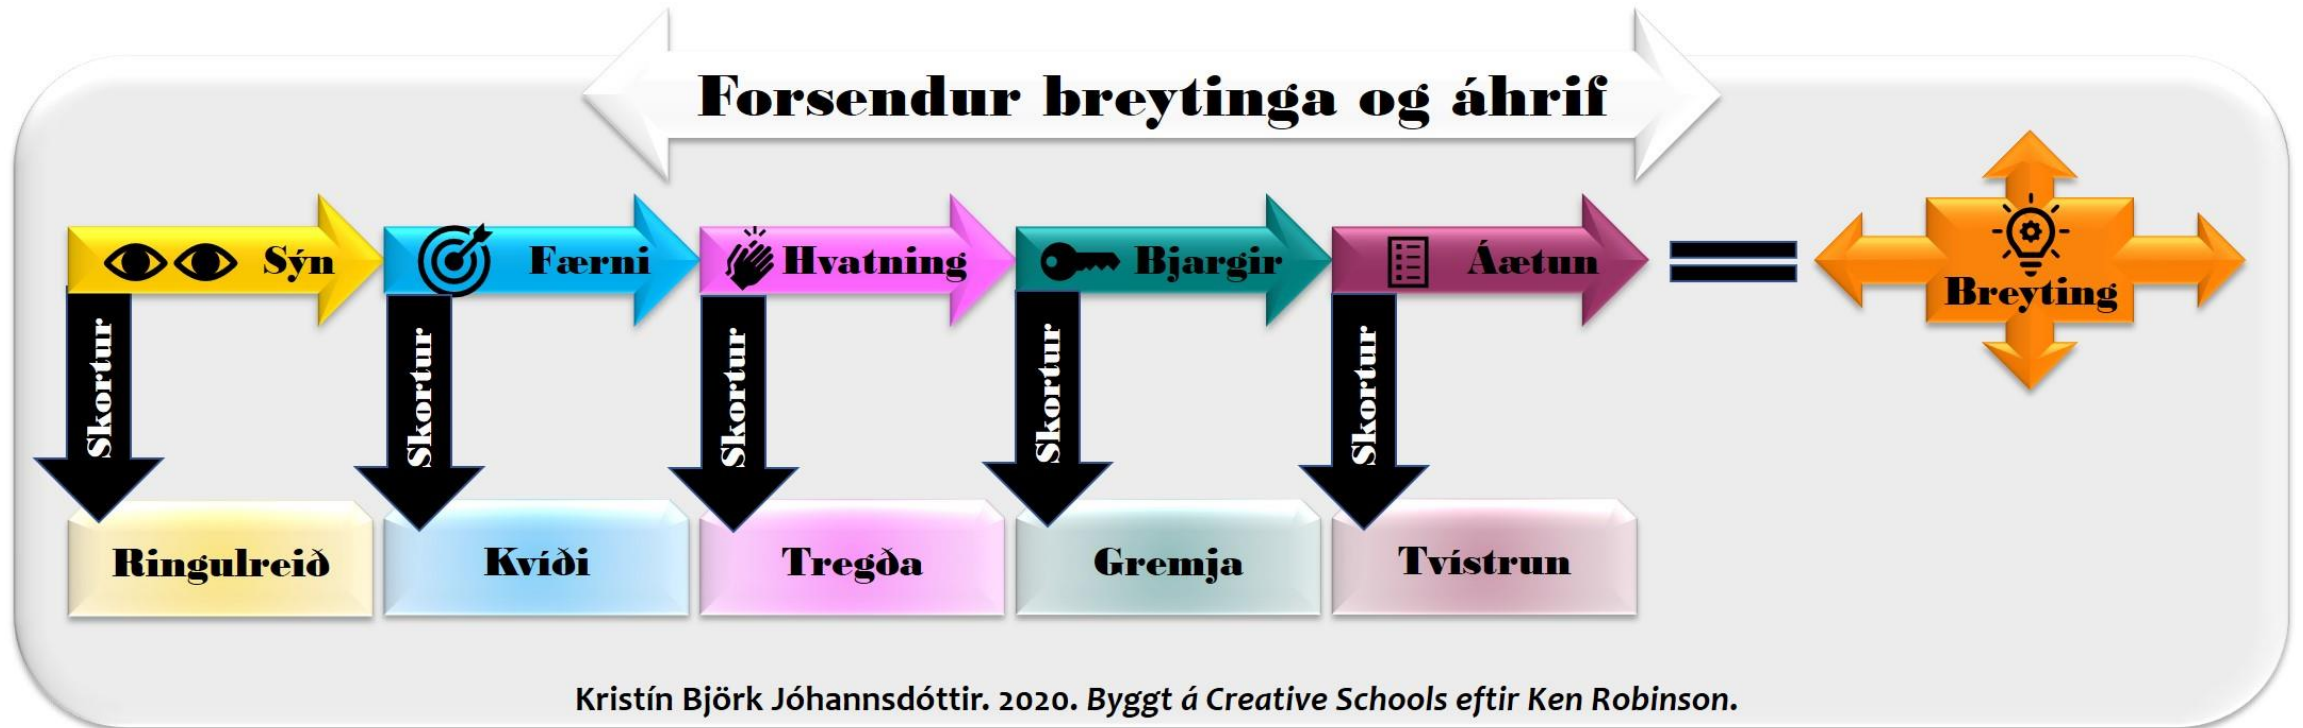 Forsendur breytinga og áhrif
Sýn
Færni
Hvatning
Bjargir
Áætun
Breyting
Skortur
Skortur
Skortur
Skortur
Skortur
Ringulreið
Kvíði
Tregða
Gremja
Tvístrun
Kristín Björk Jóhannsdóttir. 2020. Byggt á Creative Schools eftir Ken Robinson.